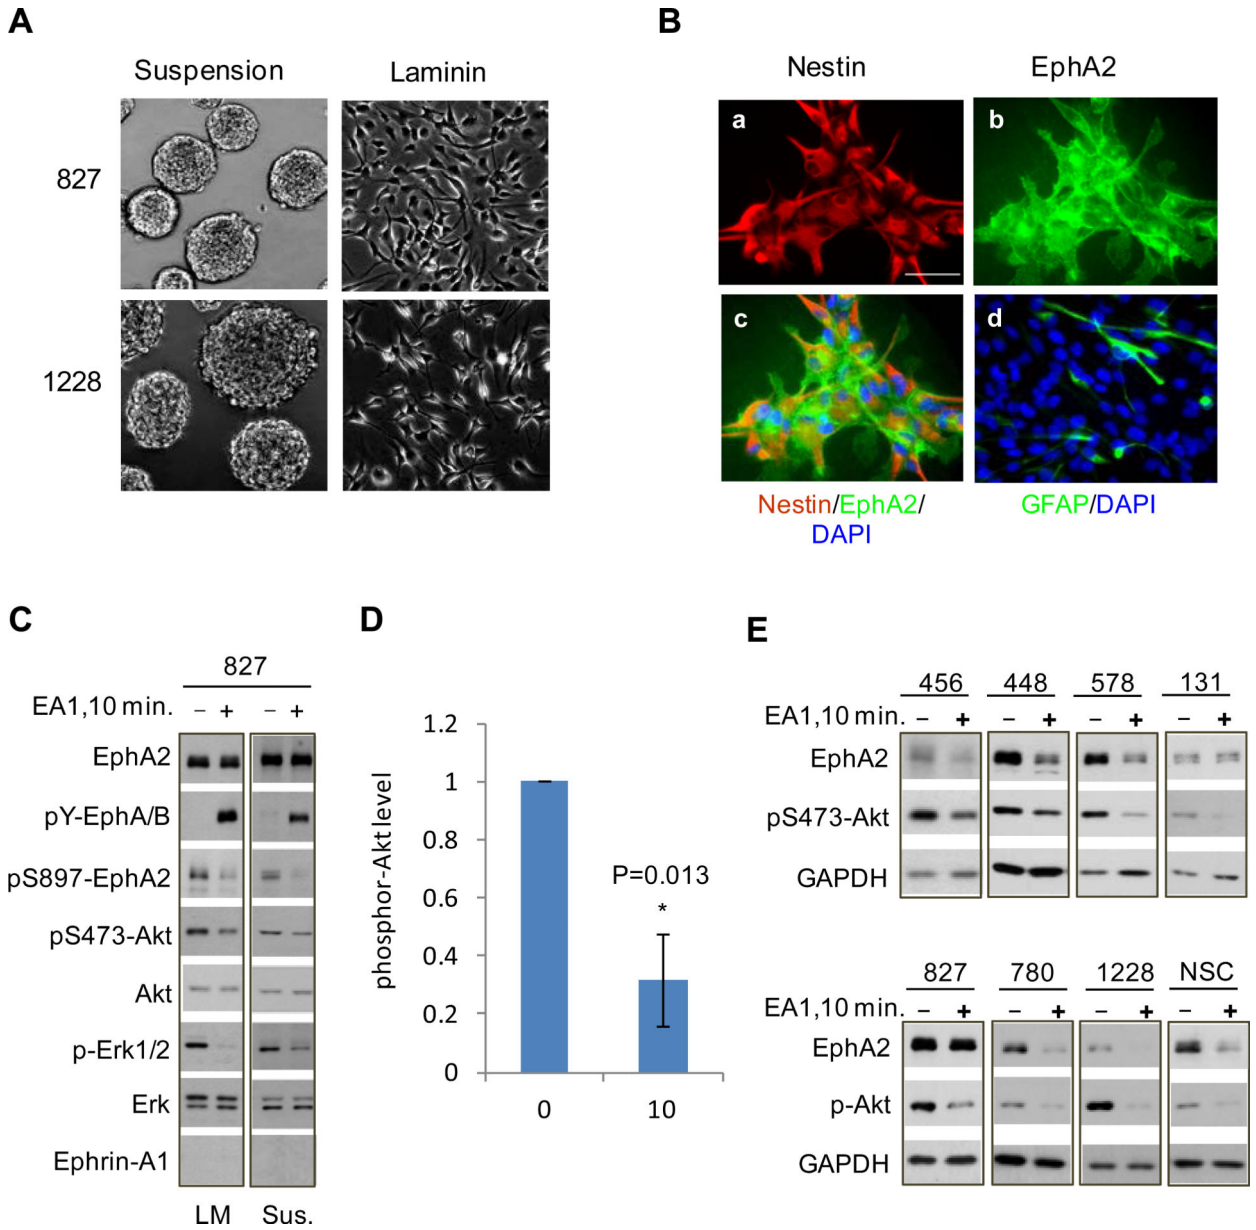 A
Suspension Laminin
827
1228
B
Nestin EphA2
a b
c d
Nestin/EphA2/
DAPI
GFAP/DAPI
C
827
EA1,10 min. – + – +
EphA2
pY-EphA/B
pS897-EphA2
pS473-Akt
Akt
p-Erk1/2
Erk
Ephrin-A1
LM Sus.
D
phosphor-Akt level
1.2
1
0.8
0.6
0.4
0.2
0
P=0.013
*
0 10
E
456 448 578 131
EA1,10 min. – + – + – + – +
EphA2
pS473-Akt
GAPDH
827 780 1228 NSC
EA1,10 min. – + – + – + – +
EphA2
p-Akt
GAPDH